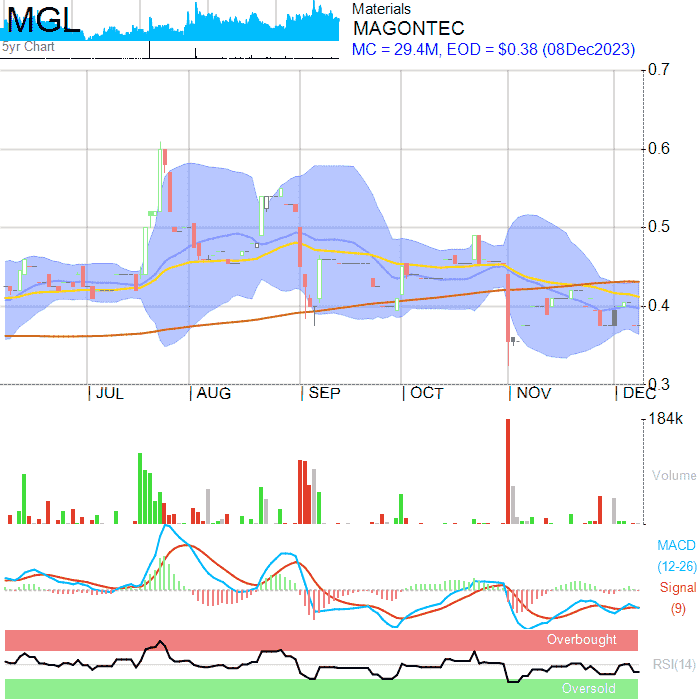 MGL
5yr Chart
Materials
MAGONTEC
MC = 29.4M, EOD = $0.38 (08Dec2023)
0.7
0.6
0.5
0.4
0.3
JUL AUG SEP OCT NOV DEC
184k
Volume
MACD
(12-26)
Signal
(9)
Overbought
RSI(14)
Oversold